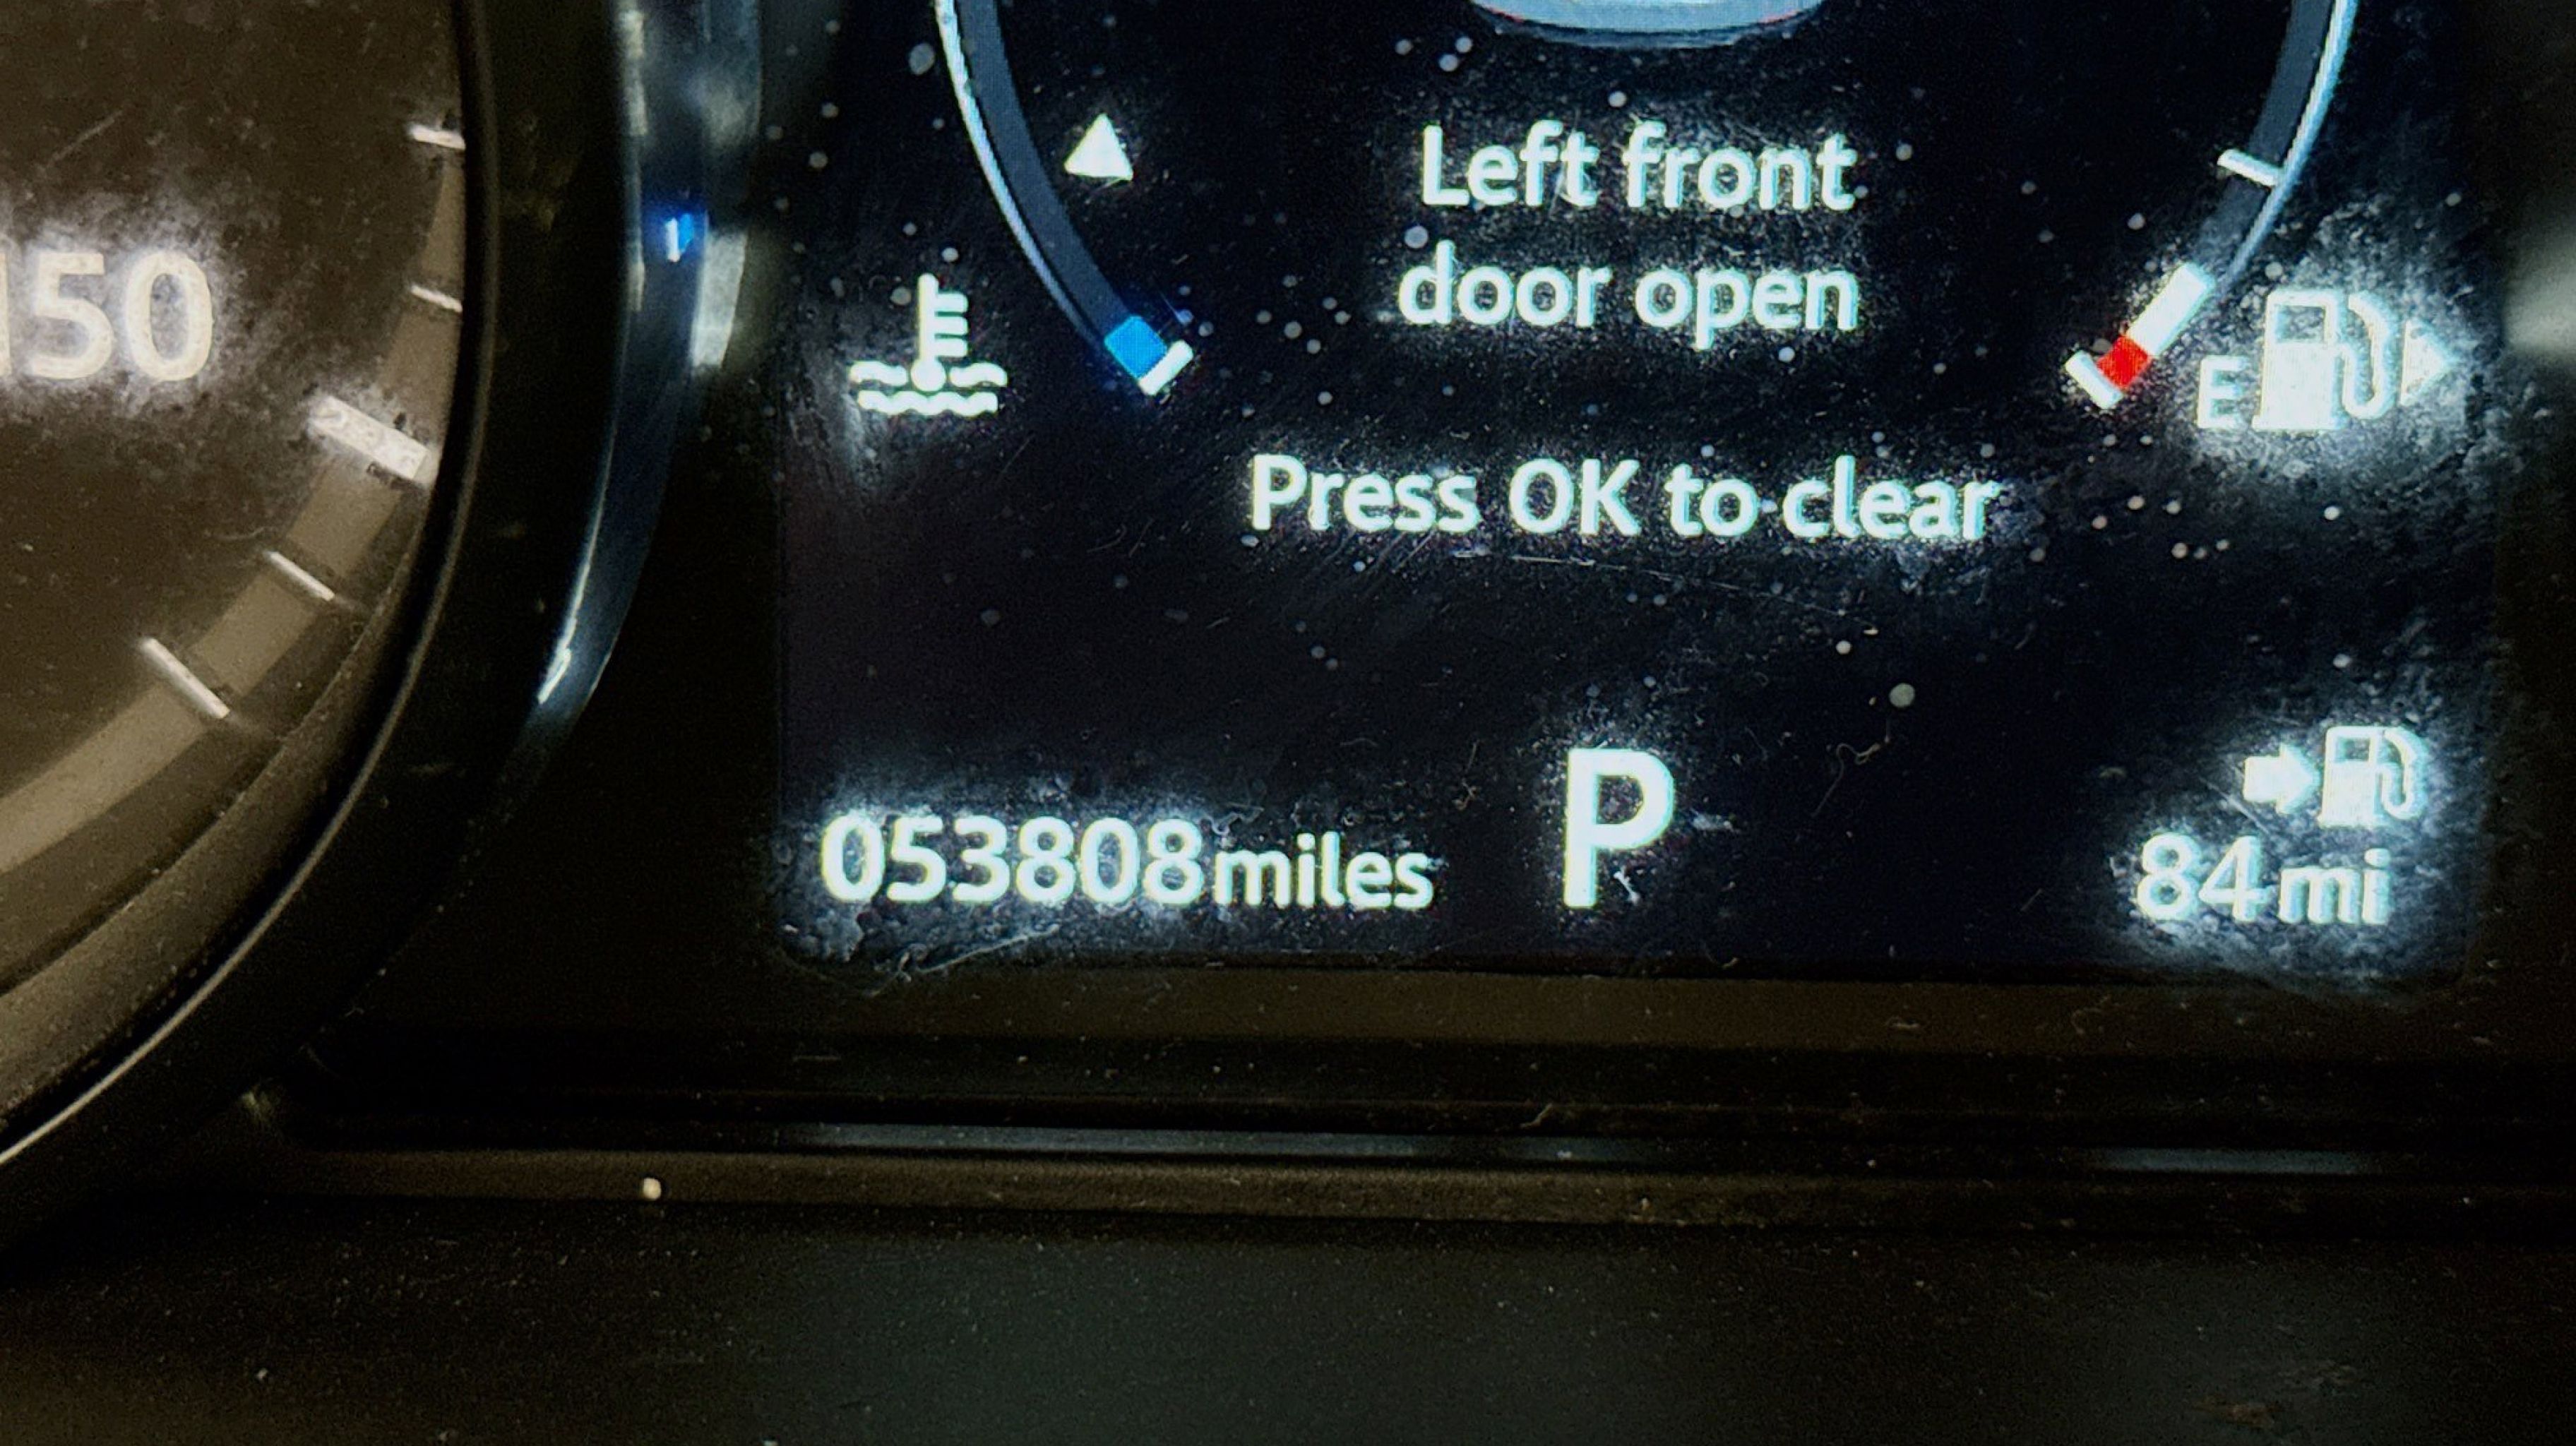 150
Left front
door open
E
Press OK to clear
053808 miles
P
84 mi